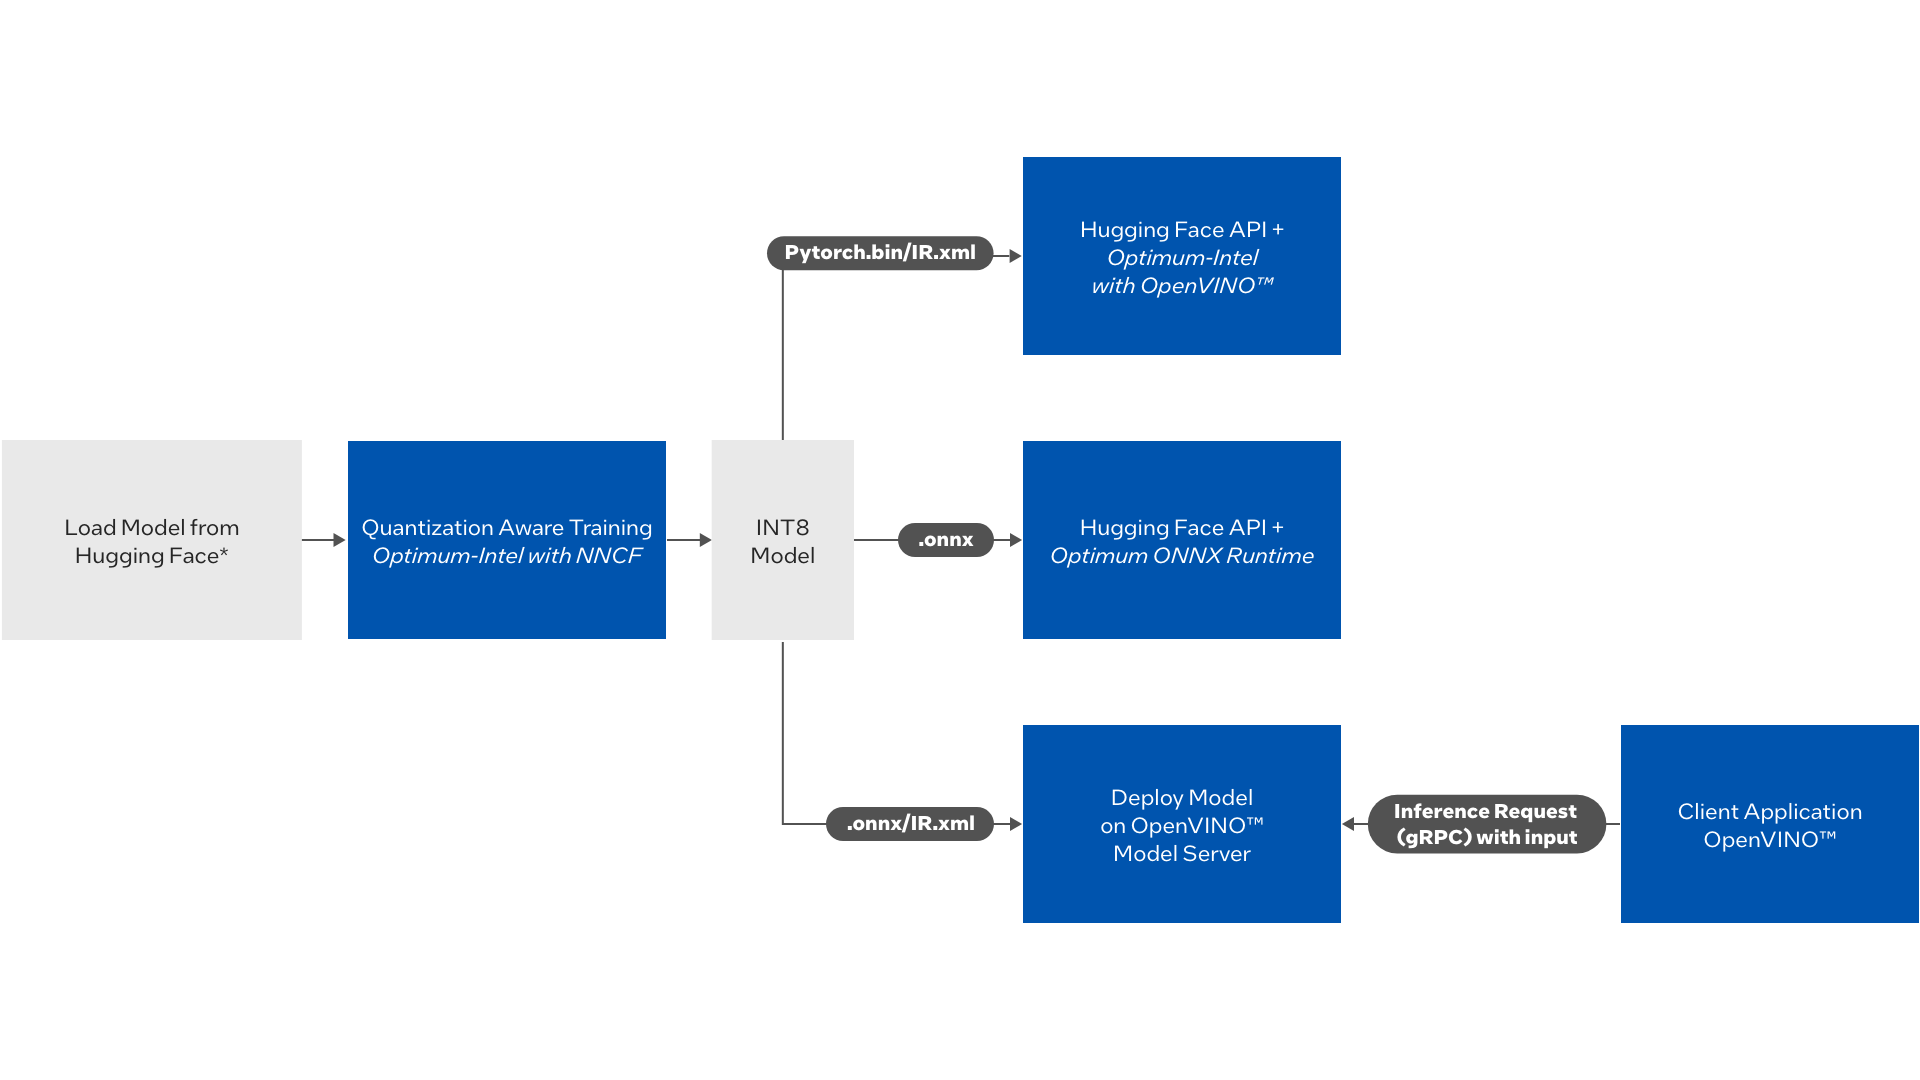 Hugging Face API +
Optimum-Intel
with OpenVINO™
Pytorch.bin/IR.xml
Load Model from
Hugging Face*
Quantization Aware Training
Optimum-Intel with NNCF
INT8
Model
.onnx
Hugging Face API +
Optimum ONNX Runtime
.onnx/IR.xml
Deploy Model
on OpenVINO™
Model Server
Inference Request
(gRPC) with input
Client Application
OpenVINO™